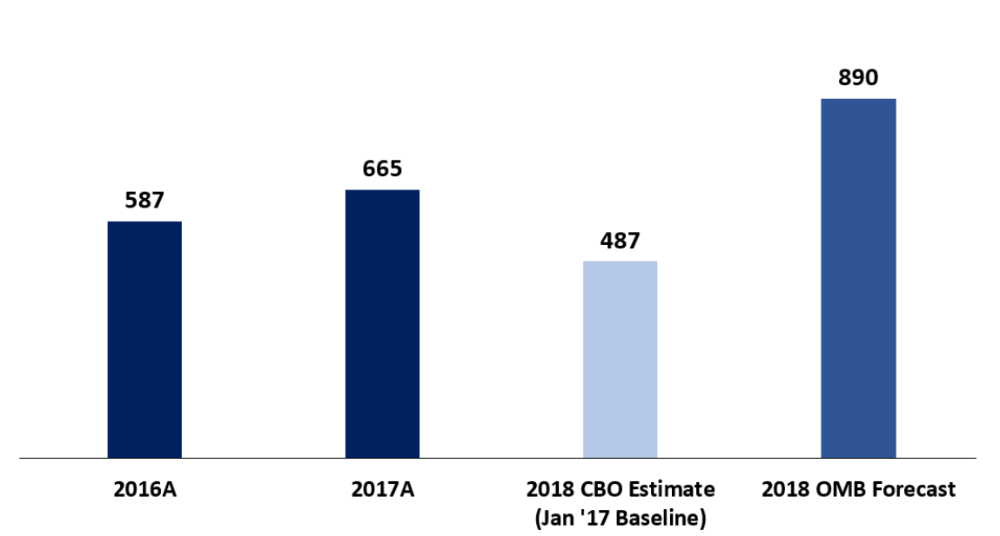 890
665
587
487
2016A
2017A
2018 CBO Estimate
(Jan '17 Baseline)
2018 OMB Forecast